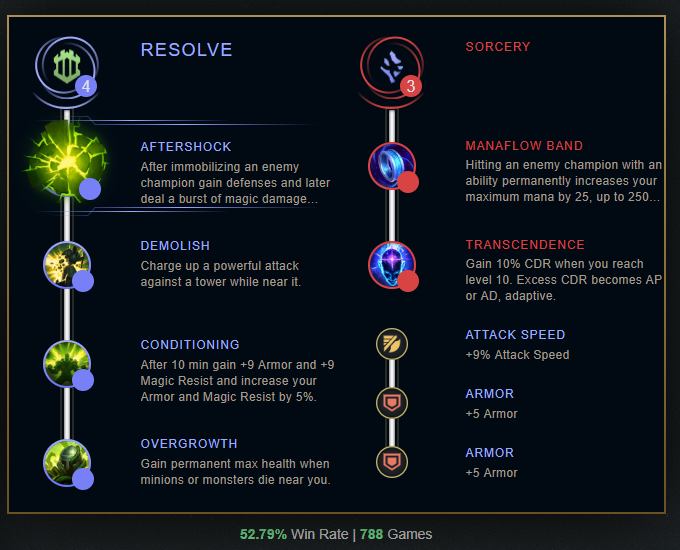 RESOLVE
4
AFTERSHOCK
After immobilizing an enemy
champion gain defenses and later
deal a burst of magic damage...
DEMOLISH
Charge up a powerful attack
against a tower while near it.
CONDITIONING
After 10 min gain +9 Armor and +9
Magic Resist and increase your
Armor and Magic Resist by 5%.
OVERGROWTH
Gain permanent max health when
minions or monsters die near you.
SORCERY
3
MANAFLOW BAND
Hitting an enemy champion with an
ability permanently increases your
maximum mana by 25, up to 250...
TRANSCENDENCE
Gain 10% CDR when you reach
level 10. Excess CDR becomes AP
or AD, adaptive.
ATTACK SPEED
+9% Attack Speed
ARMOR
+5 Armor
ARMOR
+5 Armor
52.79% Win Rate | 788 Games